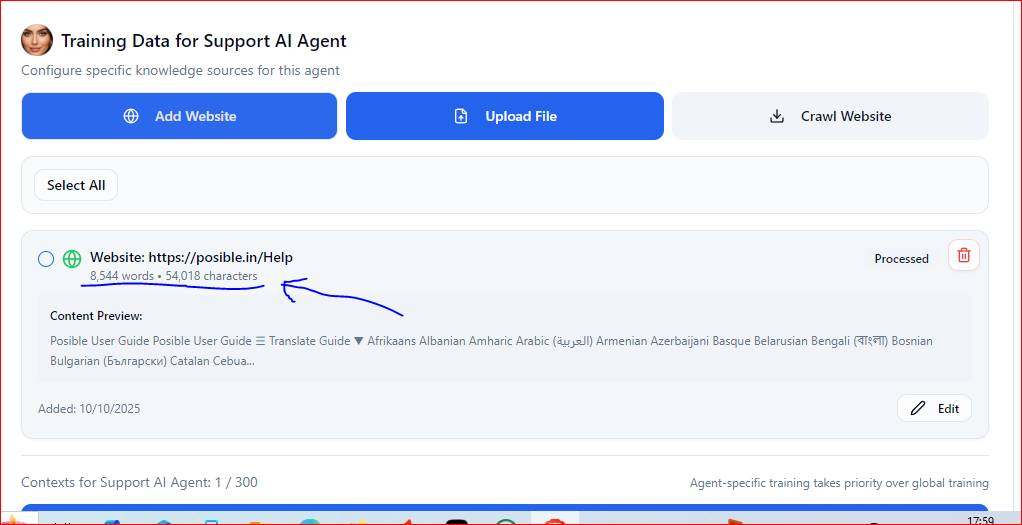 Training Data for Support AI Agent
Configure specific knowledge sources for this agent
Add Website
Upload File
Crawl Website
Select All
Website: https://posible.in/Help
Processed
8,544 words • 54,018 characters
Content Preview:
Posible User Guide Posible User Guide ☰ Translate Guide ▼ Afrikaans Albanian Amharic Arabic (العربية) Armenian Azerbaijani Basque Belarusian Bengali (বাংলা) Bosnian
Bulgarian (Български) Catalan Cebua...
Added: 10/10/2025
Edit
Contexts for Support AI Agent: 1 / 300
Agent-specific training takes priority over global training
17:59